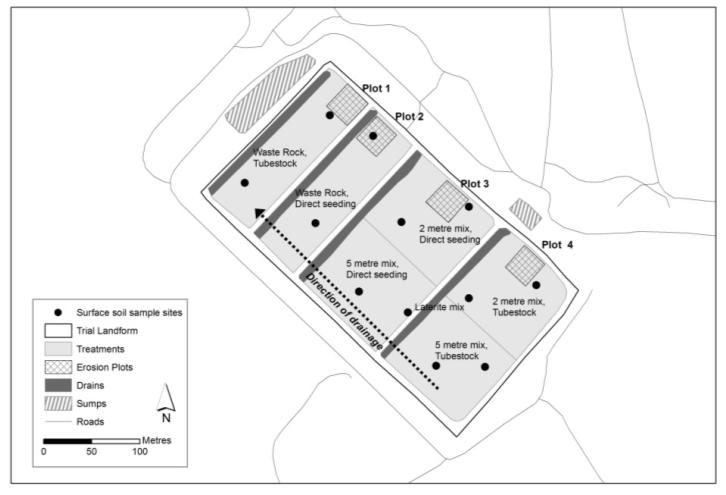 Plot 1
Plot 2
Waste Rock,
Tubestock
Plot 3
Waste Rock,
Direct seeding
2 metre mix,
Direct seeding
Plot 4
5 metre mix,
Direct seeding
Laterite mix
2 metre mix,
Tubestock
Direction of drainage
5 metre mix,
Tubestock
Surface soil sample sites
Trial Landform
Treatments
Erosion Plots
Drains
Sumps
Roads
N
Metres
0 50 100